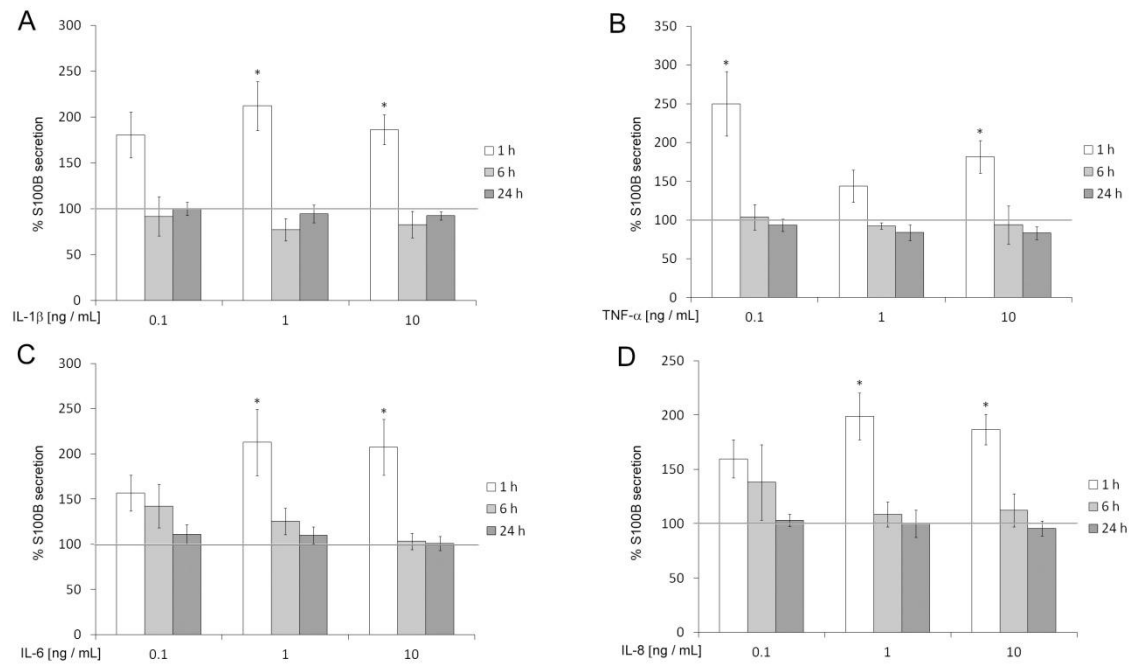 A
300
250
200
150
100
50
0
% S100B secretion
*
*
1 h
6 h
24 h
IL-1β [ng / mL]
0.1
1
10
B
350
300
250
200
150
100
50
0
% S100B secretion
*
*
1 h
6 h
24 h
TNF-α [ng / mL]
0.1
1
10
C
300
250
200
150
100
50
0
% S100B secretion
*
*
1 h
6 h
24 h
IL-6 [ng / mL]
0.1
1
10
D
250
200
150
100
50
0
% S100B secretion
*
*
1 h
6 h
24 h
IL-8 [ng / mL]
0.1
1
10